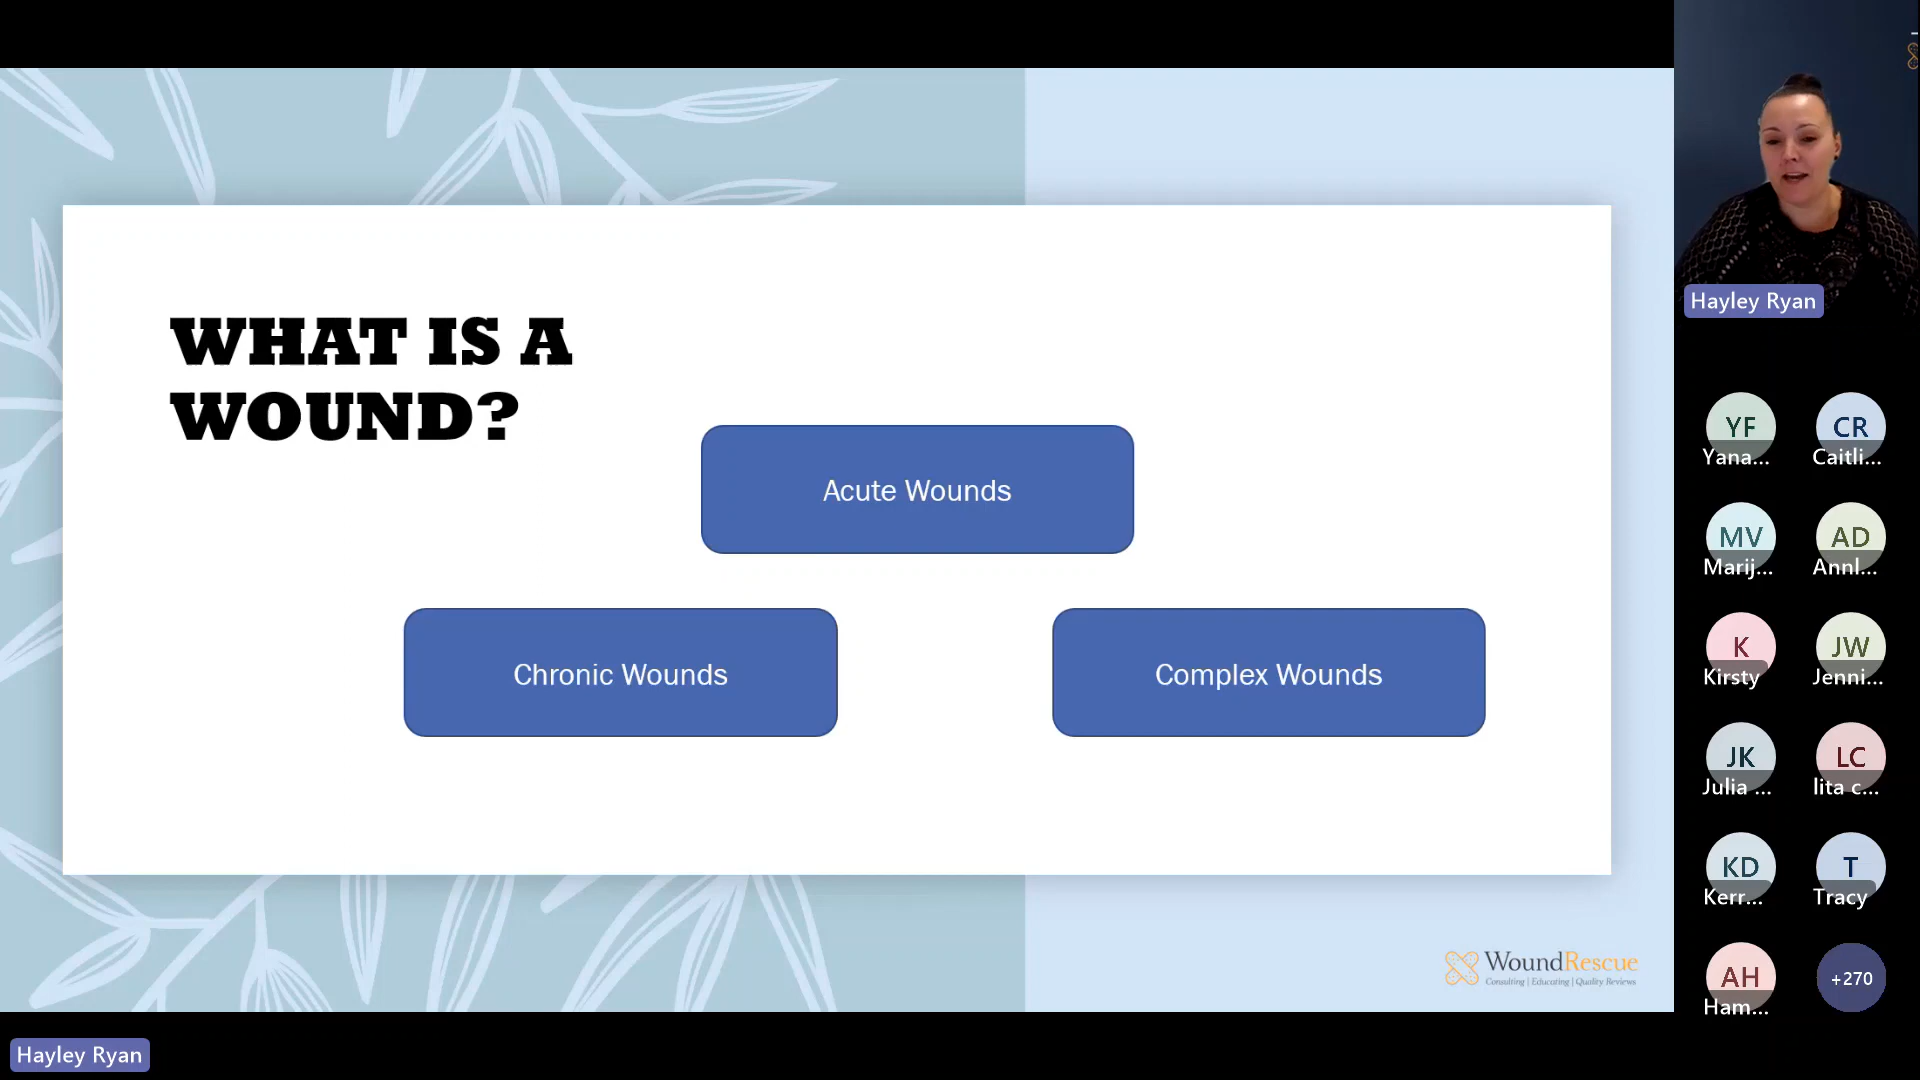 WHAT IS A
WOUND?
Acute Wounds
Chronic Wounds
Complex Wounds
WoundRescue
Consulting | Educating | Quality Reviews
Hayley Ryan
Hayley Ryan
YF
Yana...
CR
Caitli...
MV
Marij...
AD
Annl...
K
Kirsty
JW
Jenni...
JK
Julia ...
LC
lita c...
KD
Kerr...
T
Tracy
AH
Ham...
+270